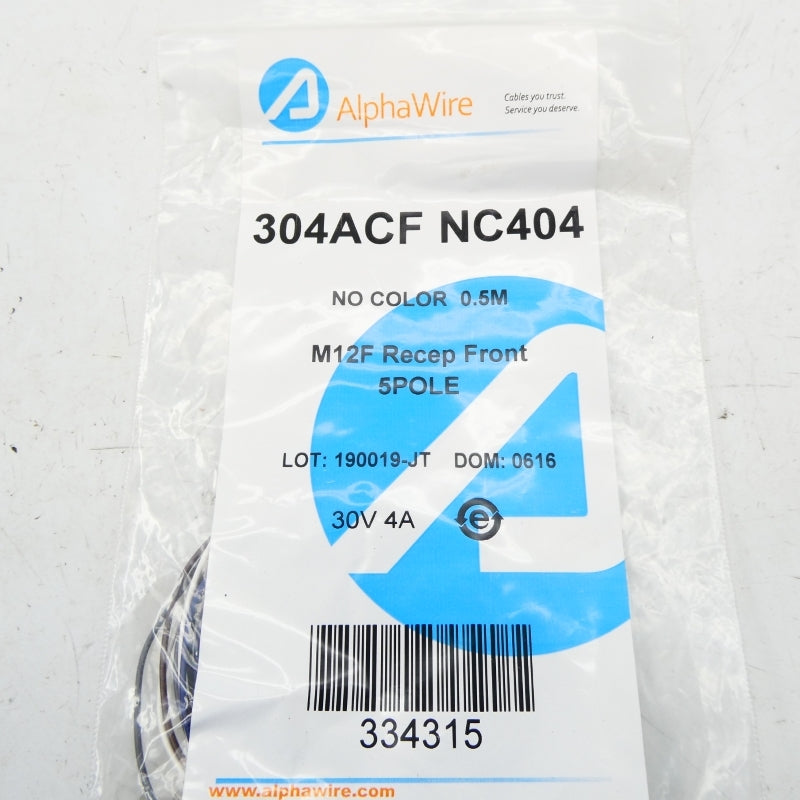 AlphaWire
Cables you trust.
Service you deserve.
304ACF NC404
NO COLOR 0.5M
M12F Recep Front
5POLE
LOT: 190019-JT DOM: 0616
30V 4A e
334315
www.alphawire.com